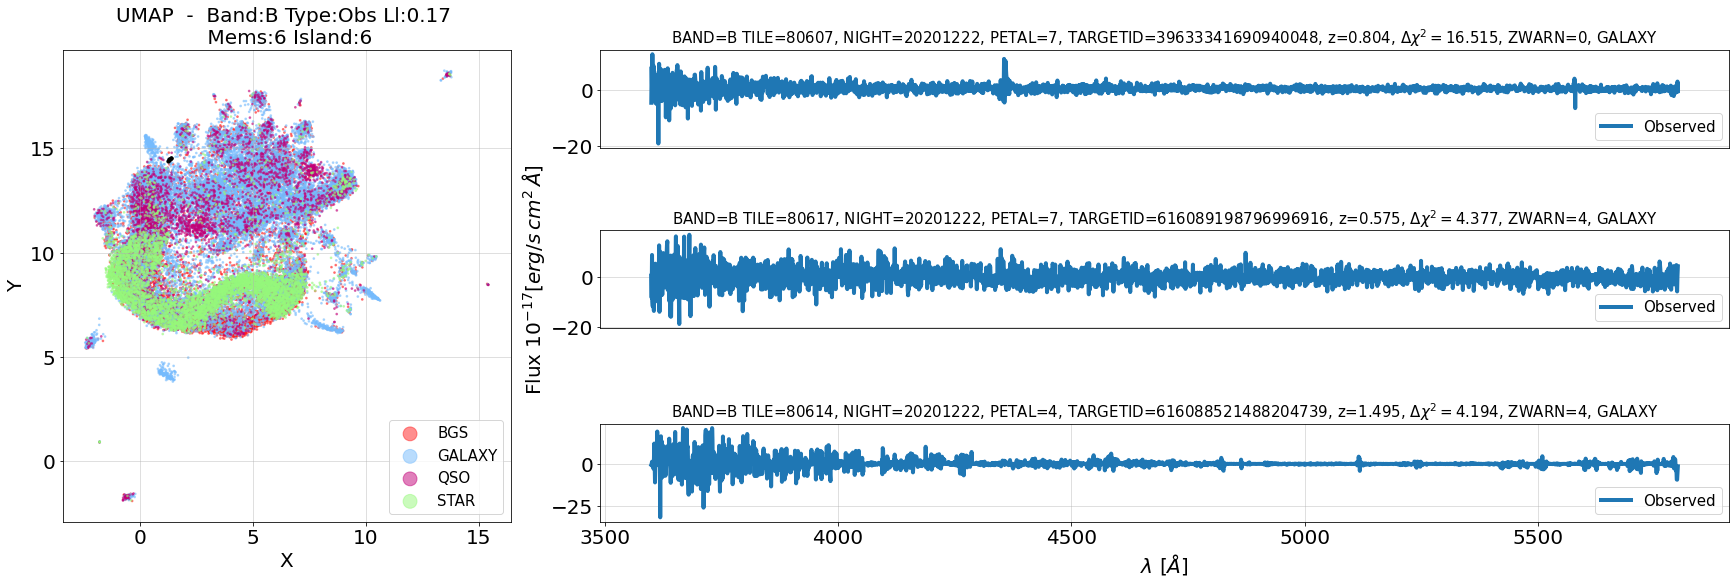 UMAP  -  Band:B Type:Obs Ll:0.17
Mems:6 Island:6
Y
15
10
5
0
0 5 10 15
X
BGS
GALAXY
QSO
STAR
Flux 10⁻¹⁷[erg/s cm² Å]
BAND=B TILE=80607, NIGHT=20201222, PETAL=7, TARGETID=39633341690940048, z=0.804, Δχ² = 16.515, ZWARN=0, GALAXY
0
−20
Observed
BAND=B TILE=80617, NIGHT=20201222, PETAL=7, TARGETID=616089198796996916, z=0.575, Δχ² = 4.377, ZWARN=4, GALAXY
0
−20
Observed
BAND=B TILE=80614, NIGHT=20201222, PETAL=4, TARGETID=616088521488204739, z=1.495, Δχ² = 4.194, ZWARN=4, GALAXY
0
−25
Observed
3500 4000 4500 5000 5500
λ [Å]